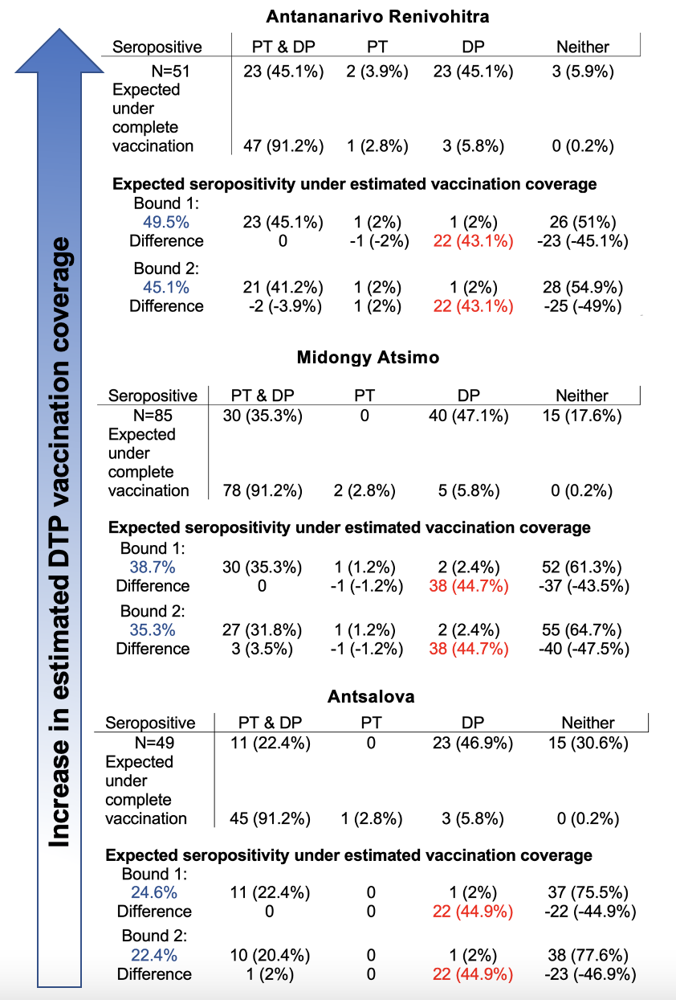 Increase in estimated DTP vaccination coverage
Antananarivo Renivohitra
Seropositive PT & DP PT DP Neither
N=51 23 (45.1%) 2 (3.9%) 23 (45.1%) 3 (5.9%)
Expected
under
complete
vaccination 47 (91.2%) 1 (2.8%) 3 (5.8%) 0 (0.2%)
Expected seropositivity under estimated vaccination coverage
Bound 1:
49.5% 23 (45.1%) 1 (2%) 1 (2%) 26 (51%)
Difference 0 -1 (-2%) 22 (43.1%) -23 (-45.1%)
Bound 2:
45.1% 21 (41.2%) 1 (2%) 1 (2%) 28 (54.9%)
Difference -2 (-3.9%) 1 (2%) 22 (43.1%) -25 (-49%)
Midongy Atsimo
Seropositive PT & DP PT DP Neither
N=85 30 (35.3%) 0 40 (47.1%) 15 (17.6%)
Expected
under
complete
vaccination 78 (91.2%) 2 (2.8%) 5 (5.8%) 0 (0.2%)
Expected seropositivity under estimated vaccination coverage
Bound 1:
38.7% 30 (35.3%) 1 (1.2%) 2 (2.4%) 52 (61.3%)
Difference 0 -1 (-1.2%) 38 (44.7%) -37 (-43.5%)
Bound 2:
35.3% 27 (31.8%) 1 (1.2%) 2 (2.4%) 55 (64.7%)
Difference 3 (3.5%) -1 (-1.2%) 38 (44.7%) -40 (-47.5%)
Antsalova
Seropositive PT & DP PT DP Neither
N=49 11 (22.4%) 0 23 (46.9%) 15 (30.6%)
Expected
under
complete
vaccination 45 (91.2%) 1 (2.8%) 3 (5.8%) 0 (0.2%)
Expected seropositivity under estimated vaccination coverage
Bound 1:
24.6% 11 (22.4%) 0 1 (2%) 37 (75.5%)
Difference 0 0 22 (44.9%) -22 (-44.9%)
Bound 2:
22.4% 10 (20.4%) 0 1 (2%) 38 (77.6%)
Difference 1 (2%) 0 22 (44.9%) -23 (-46.9%)